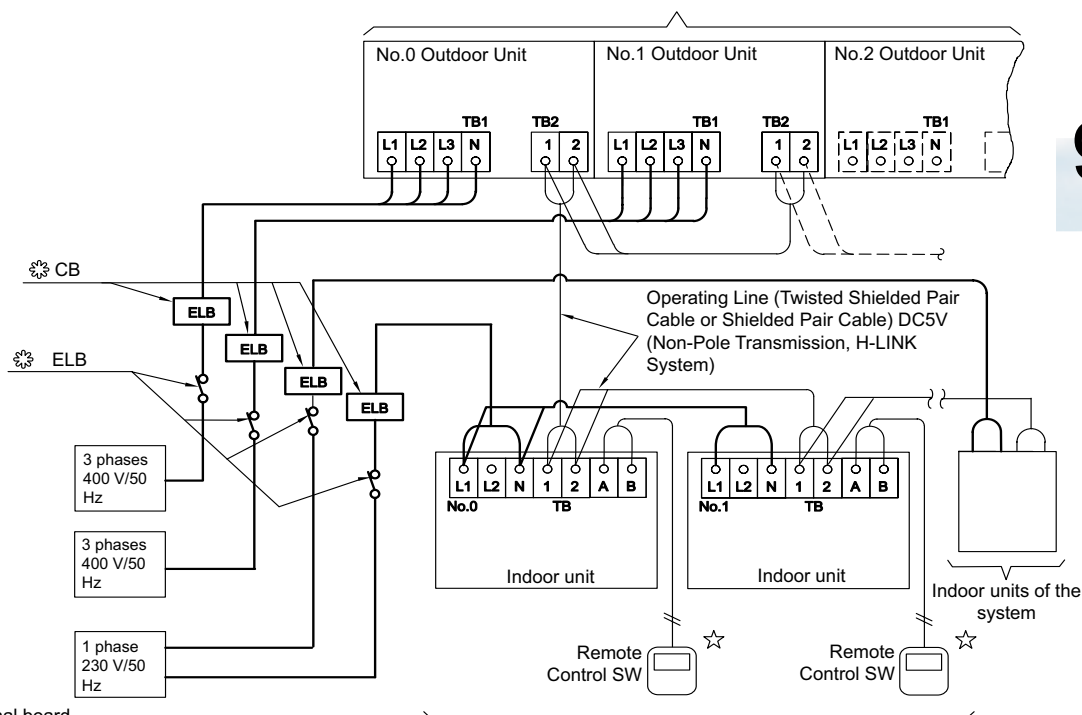 No.0 Outdoor Unit
No.1 Outdoor Unit
No.2 Outdoor Unit
TB1
TB2
TB1
TB2
TB1
L1 L2 L3 N
1 2
L1 L2 L3 N
1 2
L1 L2 L3 N
CB
ELB
ELB
ELB
ELB
ELB
Operating Line (Twisted Shielded Pair
Cable or Shielded Pair Cable) DC5V
(Non-Pole Transmission, H-LINK
System)
3 phases
400 V/50
Hz
3 phases
400 V/50
Hz
1 phase
230 V/50
Hz
L1 L2 N 1 2 A B
No.0
TB
Indoor unit
L1 L2 N 1 2 A B
No.1
TB
Indoor unit
Indoor units of the
system
Remote
Control SW
Remote
Control SW